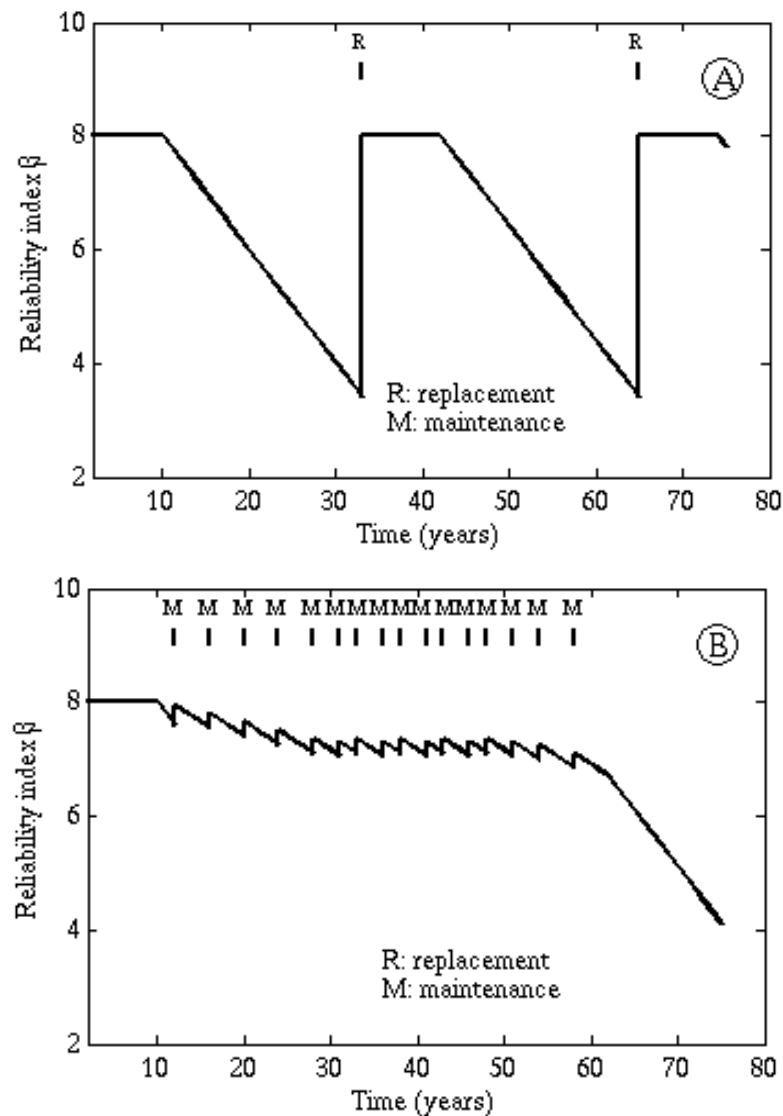 10
R R
A
8
6
4
2
Reliability index β
R: replacement
M: maintenance
10 20 30 40 50 60 70 80
Time (years)
10
M M M M M M M M M M M M M M M M
B
8
6
4
2
Reliability index β
R: replacement
M: maintenance
10 20 30 40 50 60 70 80
Time (years)